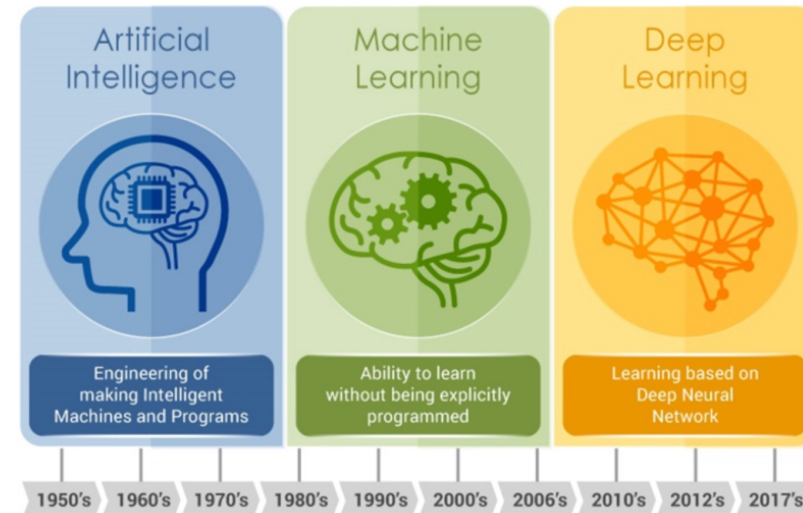 Artificial
Intelligence
Machine
Learning
Deep
Learning
Engineering of
making Intelligent
Machines and Programs
Ability to learn
without being explicitly
programmed
Learning based on
Deep Neural
Network
1950's 1960's 1970's 1980's 1990's 2000's 2006's 2010's 2012's 2017's